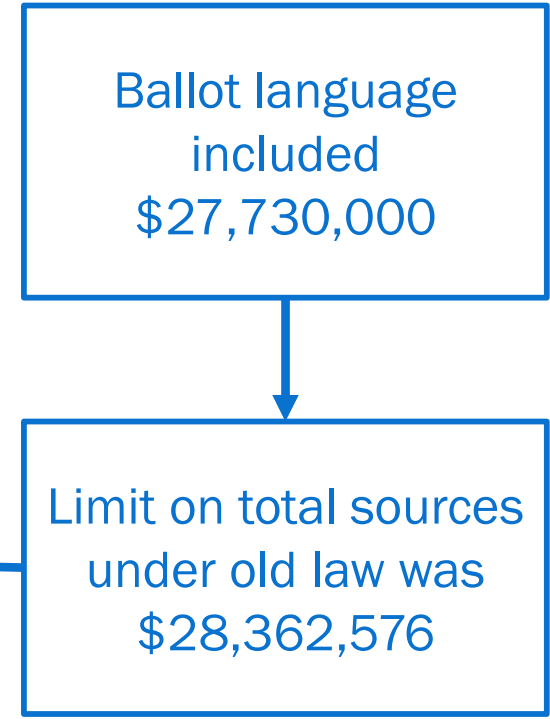 Ballot language
included
$27,730,000
Limit on total sources
under old law was
$28,362,576